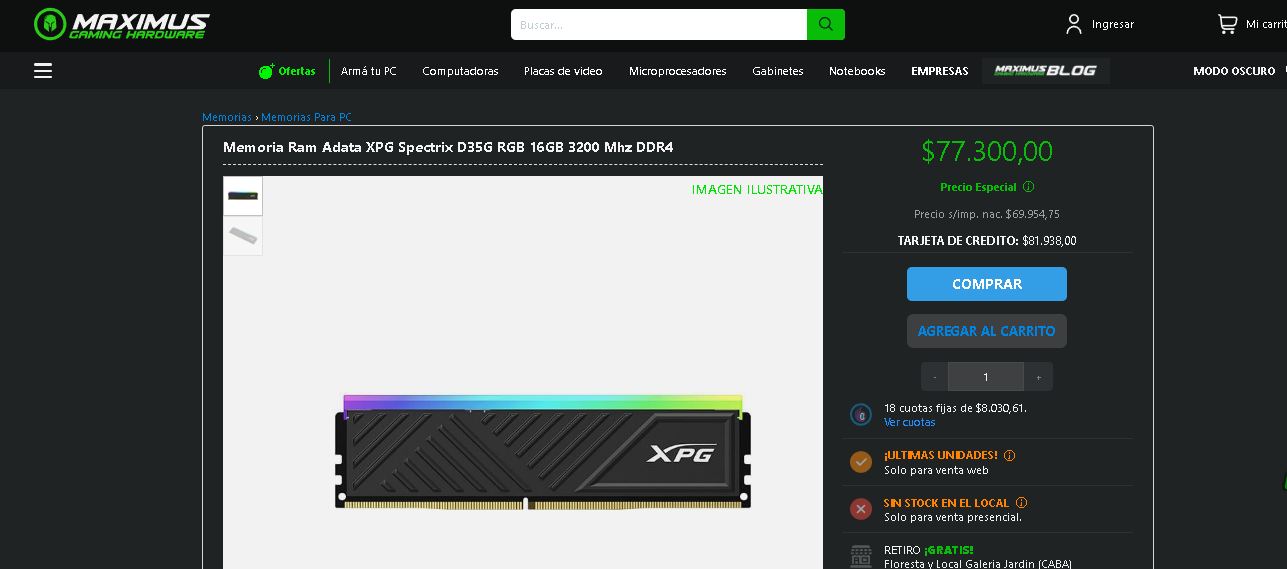 MAXIMUS
GAMING HARDWARE
Buscar...
Ingresar
Mi carrit
Ofertas
Armá tu PC
Computadoras
Placas de video
Microprocesadores
Gabinetes
Notebooks
EMPRESAS
MAXIMUS GAMING HARDWARE BLOG
MODO OSCURO
Memorias › Memorias Para PC
Memoria Ram Adata XPG Spectrix D35G RGB 16GB 3200 Mhz DDR4
IMAGEN ILUSTRATIVA
XPG
$77.300,00
Precio Especial
Precio s/imp. nac. $69.954,75
TARJETA DE CREDITO: $81.938,00
COMPRAR
AGREGAR AL CARRITO
- 1 +
18 cuotas fijas de $8.030,61.
Ver cuotas
¡ULTIMAS UNIDADES!
Solo para venta web
SIN STOCK EN EL LOCAL
Solo para venta presencial.
RETIRO ¡GRATIS!
Floresta y Local Galeria Jardin (CABA)